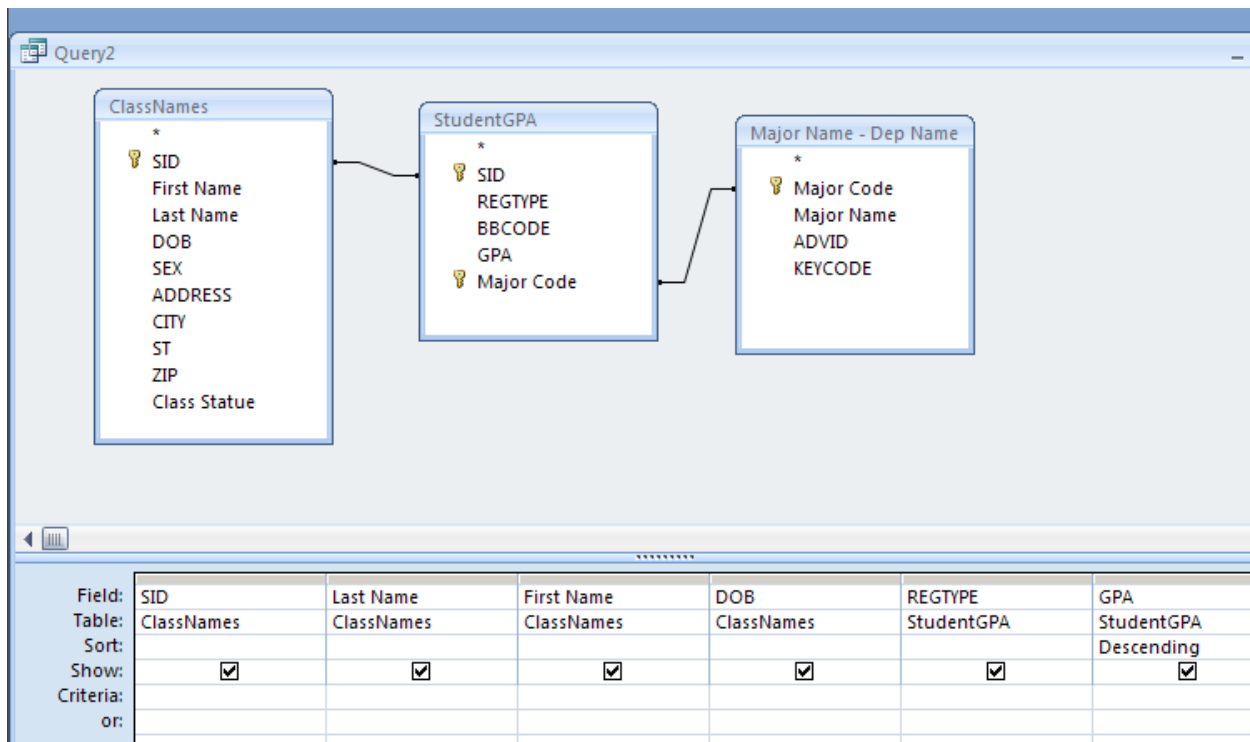 Query2
ClassNames
*
SID
First Name
Last Name
DOB
SEX
ADDRESS
CITY
ST
ZIP
Class Statue
StudentGPA
*
SID
REGTYPE
BBCODE
GPA
Major Code
Major Name - Dep Name
*
Major Code
Major Name
ADVID
KEYCODE
Field: SID Last Name First Name DOB REGTYPE GPA
Table: ClassNames ClassNames ClassNames ClassNames StudentGPA StudentGPA
Sort: Descending
Show:
Criteria:
or: